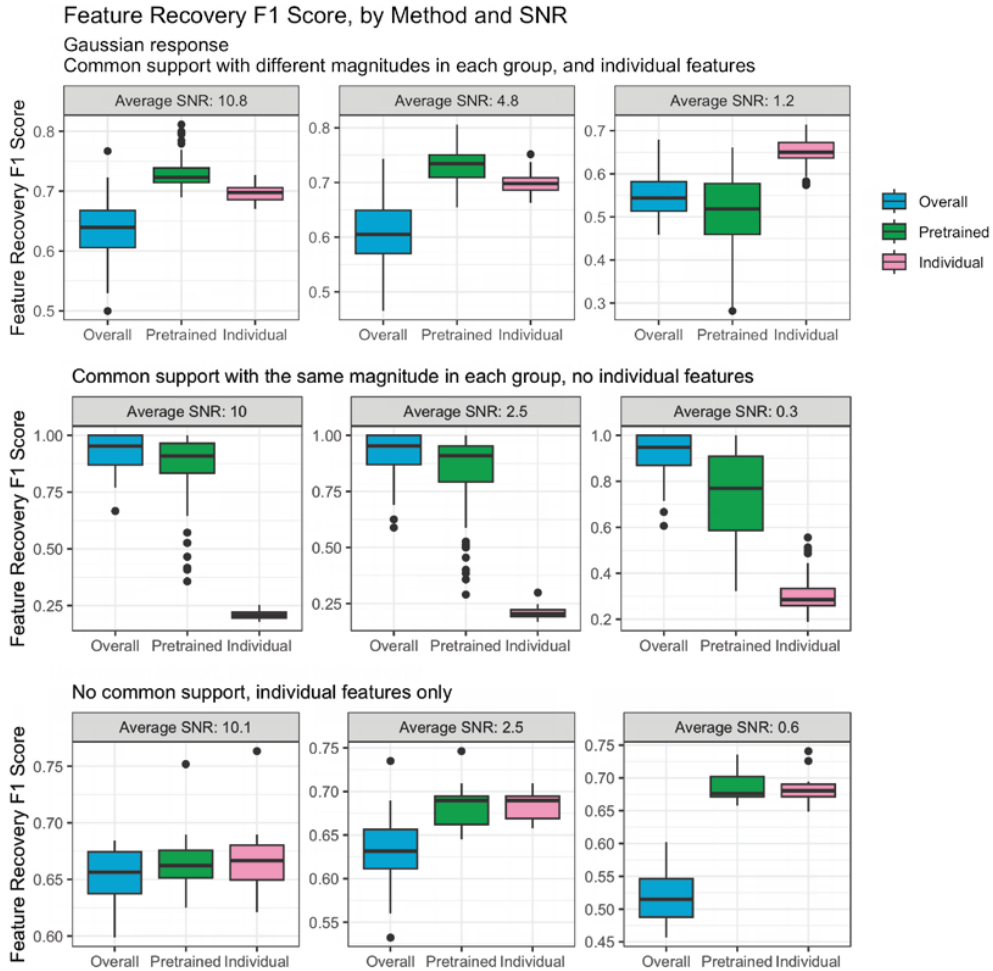 Feature Recovery F1 Score, by Method and SNR
Gaussian response
Common support with different magnitudes in each group, and individual features
Average SNR: 10.8
Average SNR: 4.8
Average SNR: 1.2
Feature Recovery F1 Score
0.8
0.7
0.6
0.5
0.8
0.7
0.6
0.5
0.7
0.6
0.5
0.4
0.3
Overall Pretrained Individual
Overall Pretrained Individual
Overall Pretrained Individual
Overall
Pretrained
Individual
Common support with the same magnitude in each group, no individual features
Average SNR: 10
Average SNR: 2.5
Average SNR: 0.3
Feature Recovery F1 Score
1.00
0.75
0.50
0.25
1.00
0.75
0.50
0.25
1.0
0.8
0.6
0.4
0.2
Overall Pretrained Individual
Overall Pretrained Individual
Overall Pretrained Individual
No common support, individual features only
Average SNR: 10.1
Average SNR: 2.5
Average SNR: 0.6
Feature Recovery F1 Score
0.75
0.70
0.65
0.60
0.75
0.70
0.65
0.60
0.55
0.75
0.70
0.65
0.60
0.55
0.50
0.45
Overall Pretrained Individual
Overall Pretrained Individual
Overall Pretrained Individual